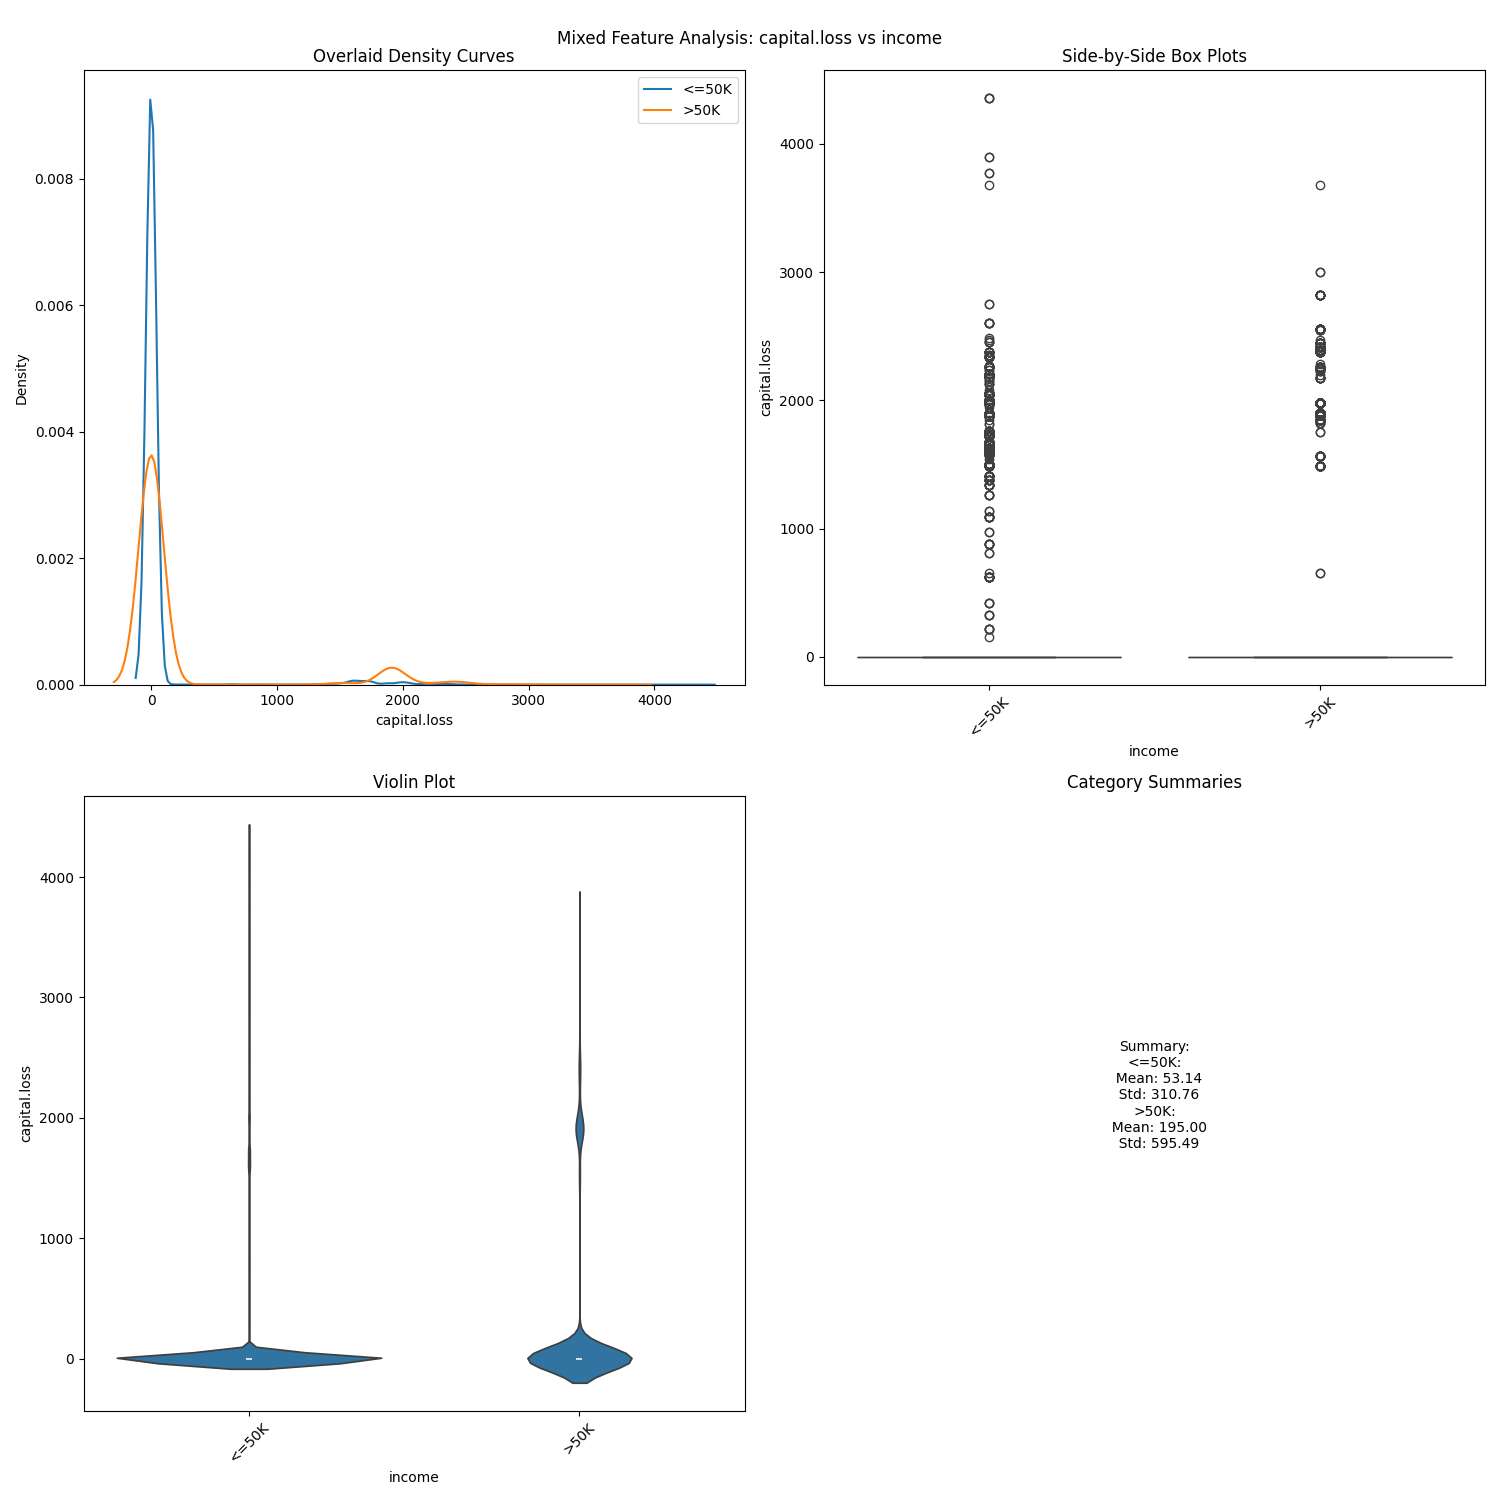 Mixed Feature Analysis: capital.loss vs income
Overlaid Density Curves
<=50K
>50K
0.008
0.006
0.004
0.002
0.000
Density
0 1000 2000 3000 4000
capital.loss
Side-by-Side Box Plots
4000
3000
2000
1000
0
capital.loss
<=50K >50K
income
Violin Plot
4000
3000
2000
1000
0
capital.loss
<=50K >50K
income
Category Summaries
Summary:
<=50K:
Mean: 53.14
Std: 310.76
>50K:
Mean: 195.00
Std: 595.49